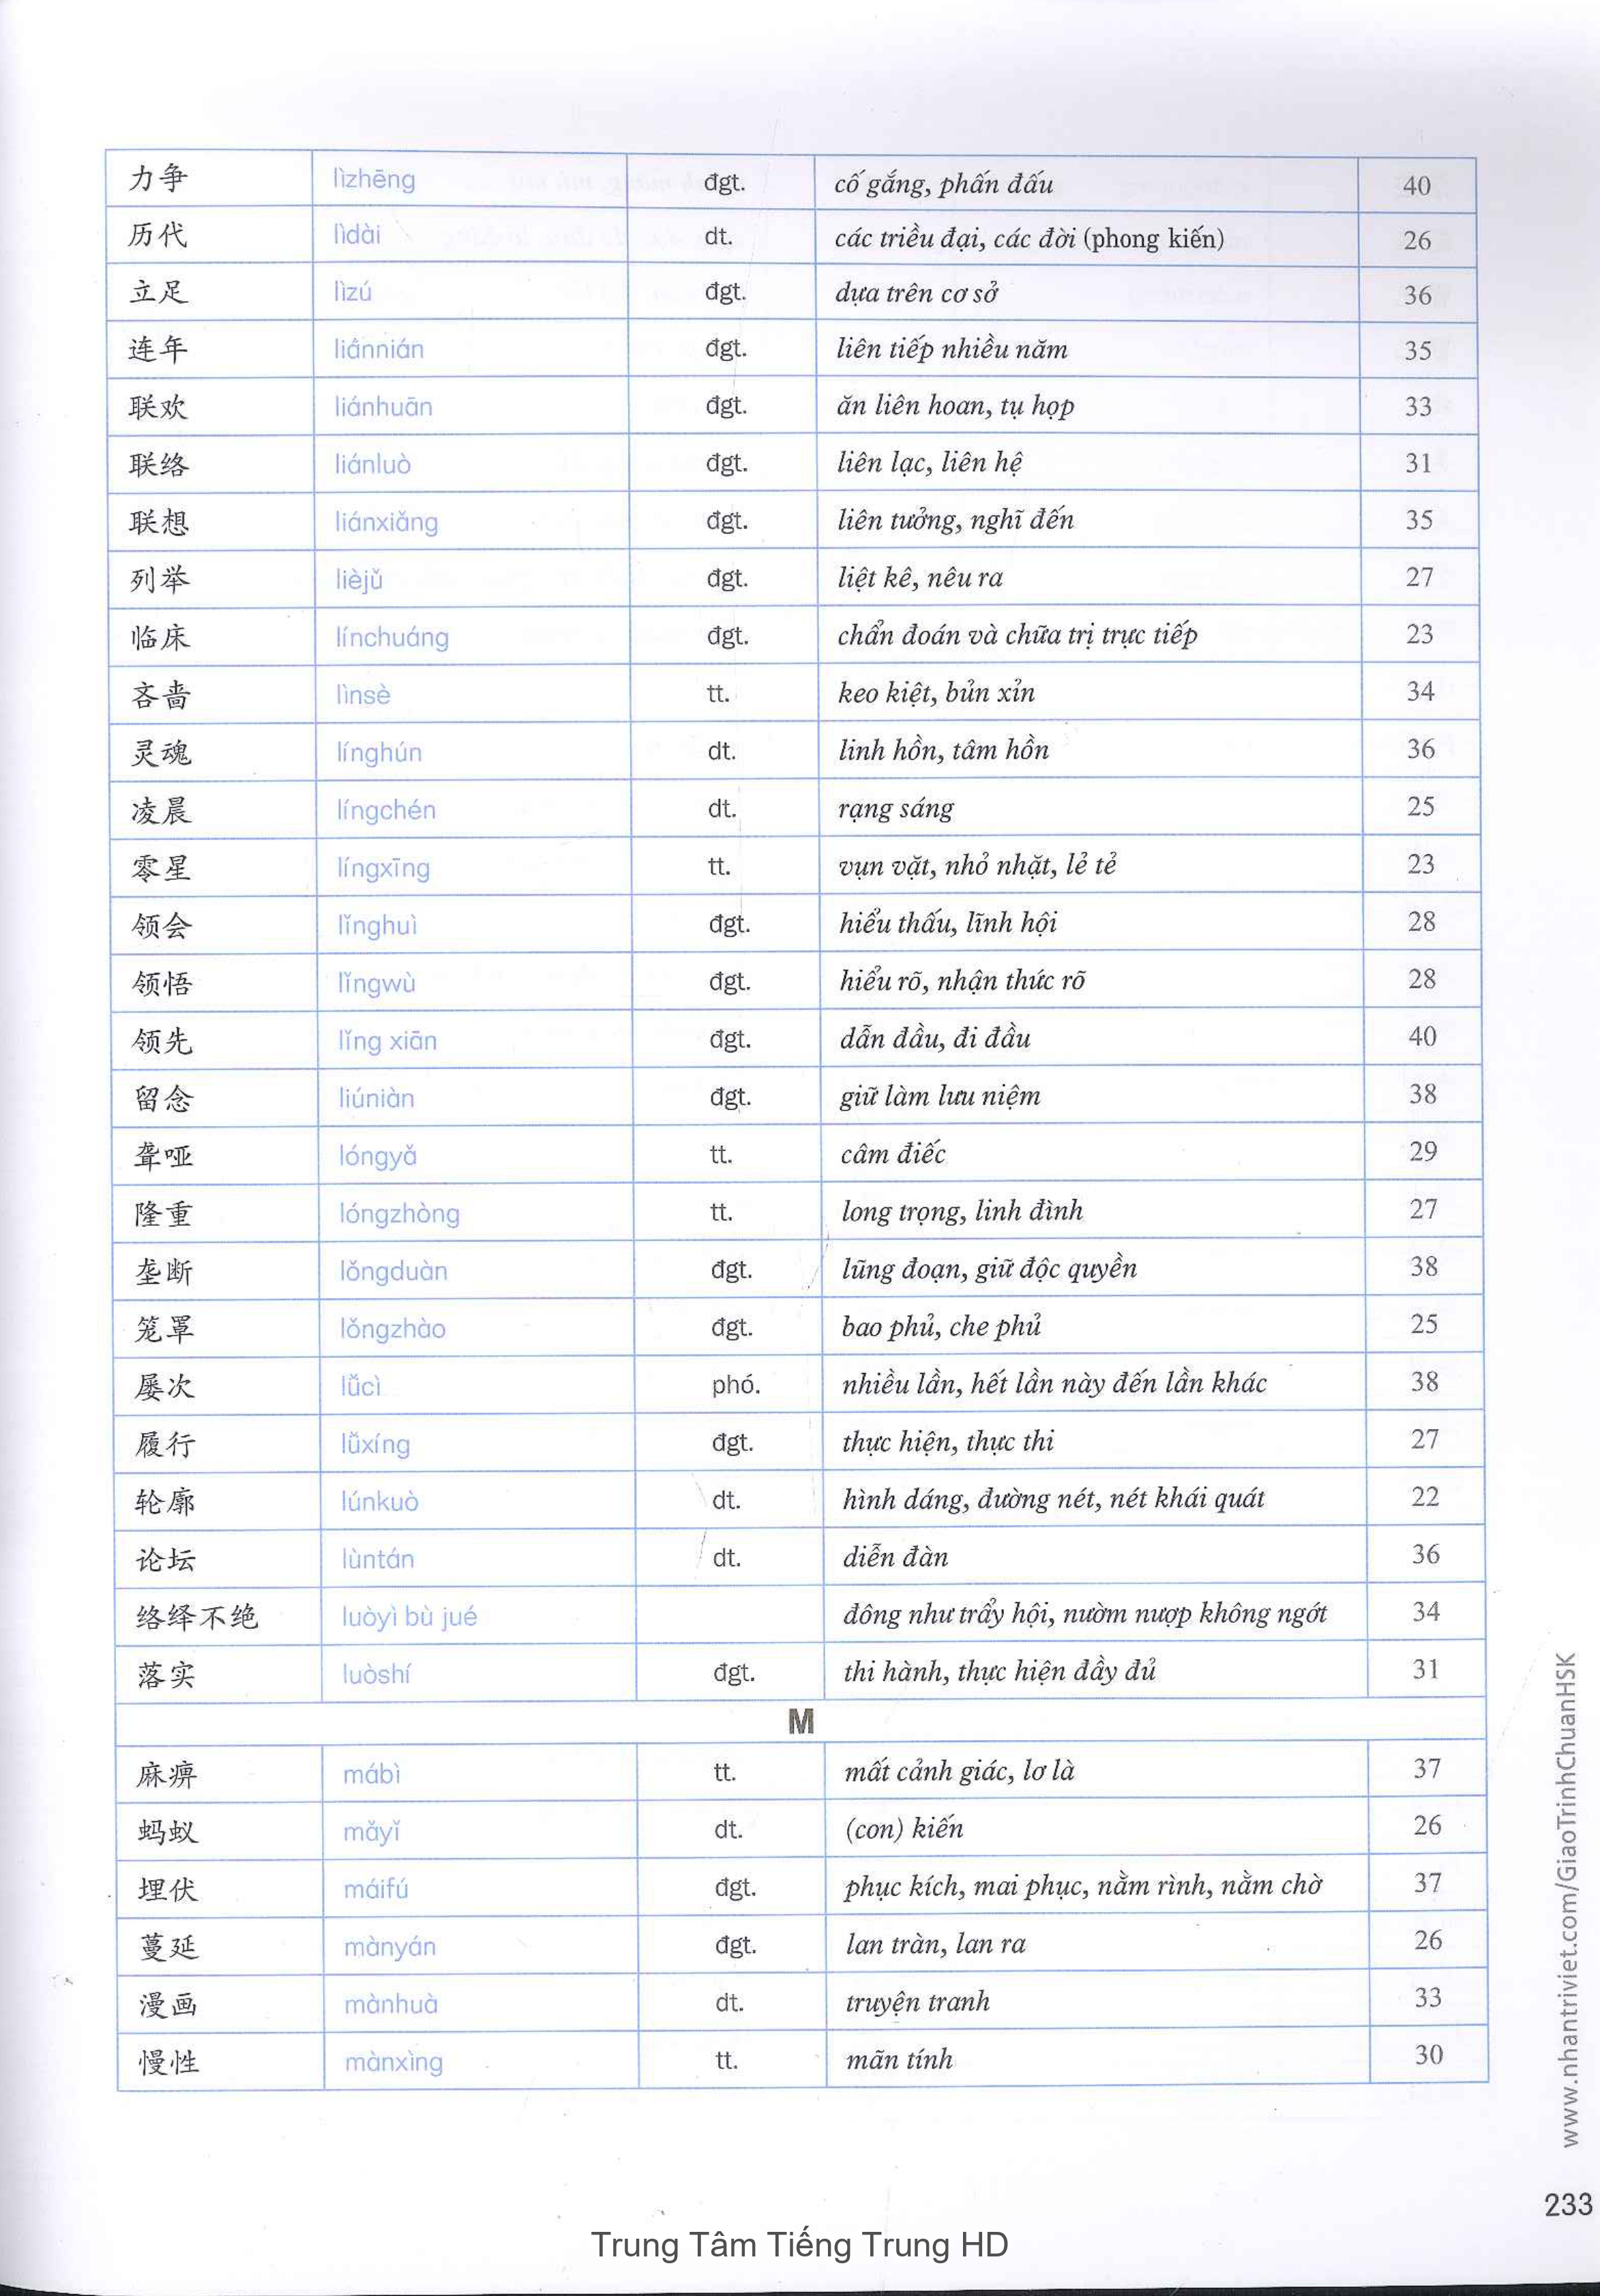 力争 lìzhēng đgt. cố gắng, phấn đấu 40
历代 lìdài dt. các triều đại, các đời (phong kiến) 26
立足 lìzú đgt. dựa trên cơ sở 36
连年 liánnián đgt. liên tiếp nhiều năm 35
联欢 liánhuān đgt. ăn liên hoan, tụ họp 33
联络 liánluò đgt. liên lạc, liên hệ 31
联想 liánxiǎng đgt. liên tưởng, nghĩ đến 35
列举 lièjǔ đgt. liệt kê, nêu ra 27
临床 línchuáng đgt. chẩn đoán và chữa trị trực tiếp 23
吝啬 lìnsè tt. keo kiệt, bủn xỉn 34
灵魂 línghún dt. linh hồn, tâm hồn 36
凌晨 língchén dt. rạng sáng 25
零星 língxīng tt. vụn vặt, nhỏ nhặt, lẻ tẻ 23
领会 lǐnghuì đgt. hiểu thấu, lĩnh hội 28
领悟 lǐngwù đgt. hiểu rõ, nhận thức rõ 28
领先 lǐng xiān đgt. dẫn đầu, đi đầu 40
留念 liúniàn đgt. giữ làm lưu niệm 38
聋哑 lóngyǎ tt. câm điếc 29
隆重 lóngzhòng tt. long trọng, linh đình 27
垄断 lǒngduàn đgt. lũng đoạn, giữ độc quyền 38
笼罩 lǒngzhào đgt. bao phủ, che phủ 25
屡次 lǚcì phó. nhiều lần, hết lần này đến lần khác 38
履行 lǚxíng đgt. thực hiện, thực thi 27
轮廓 lúnkuò dt. hình dáng, đường nét, nét khái quát 22
论坛 lùntán dt. diễn đàn 36
络绎不绝 luòyì bù jué đông như trẩy hội, nườm nượp không ngớt 34
落实 luòshí đgt. thi hành, thực hiện đầy đủ 31
M
麻痹 mábì tt. mất cảnh giác, lơ là 37
蚂蚁 mǎyǐ dt. (con) kiến 26
埋伏 máifú đgt. phục kích, mai phục, nằm rình, nằm chờ 37
蔓延 mànyán đgt. lan tràn, lan ra 26
漫画 mànhuà dt. truyện tranh 33
慢性 mànxìng tt. mãn tính 30
www.nhantriviet.com/GiaoTrinhChuanHSK
233
Trung Tâm Tiếng Trung HD